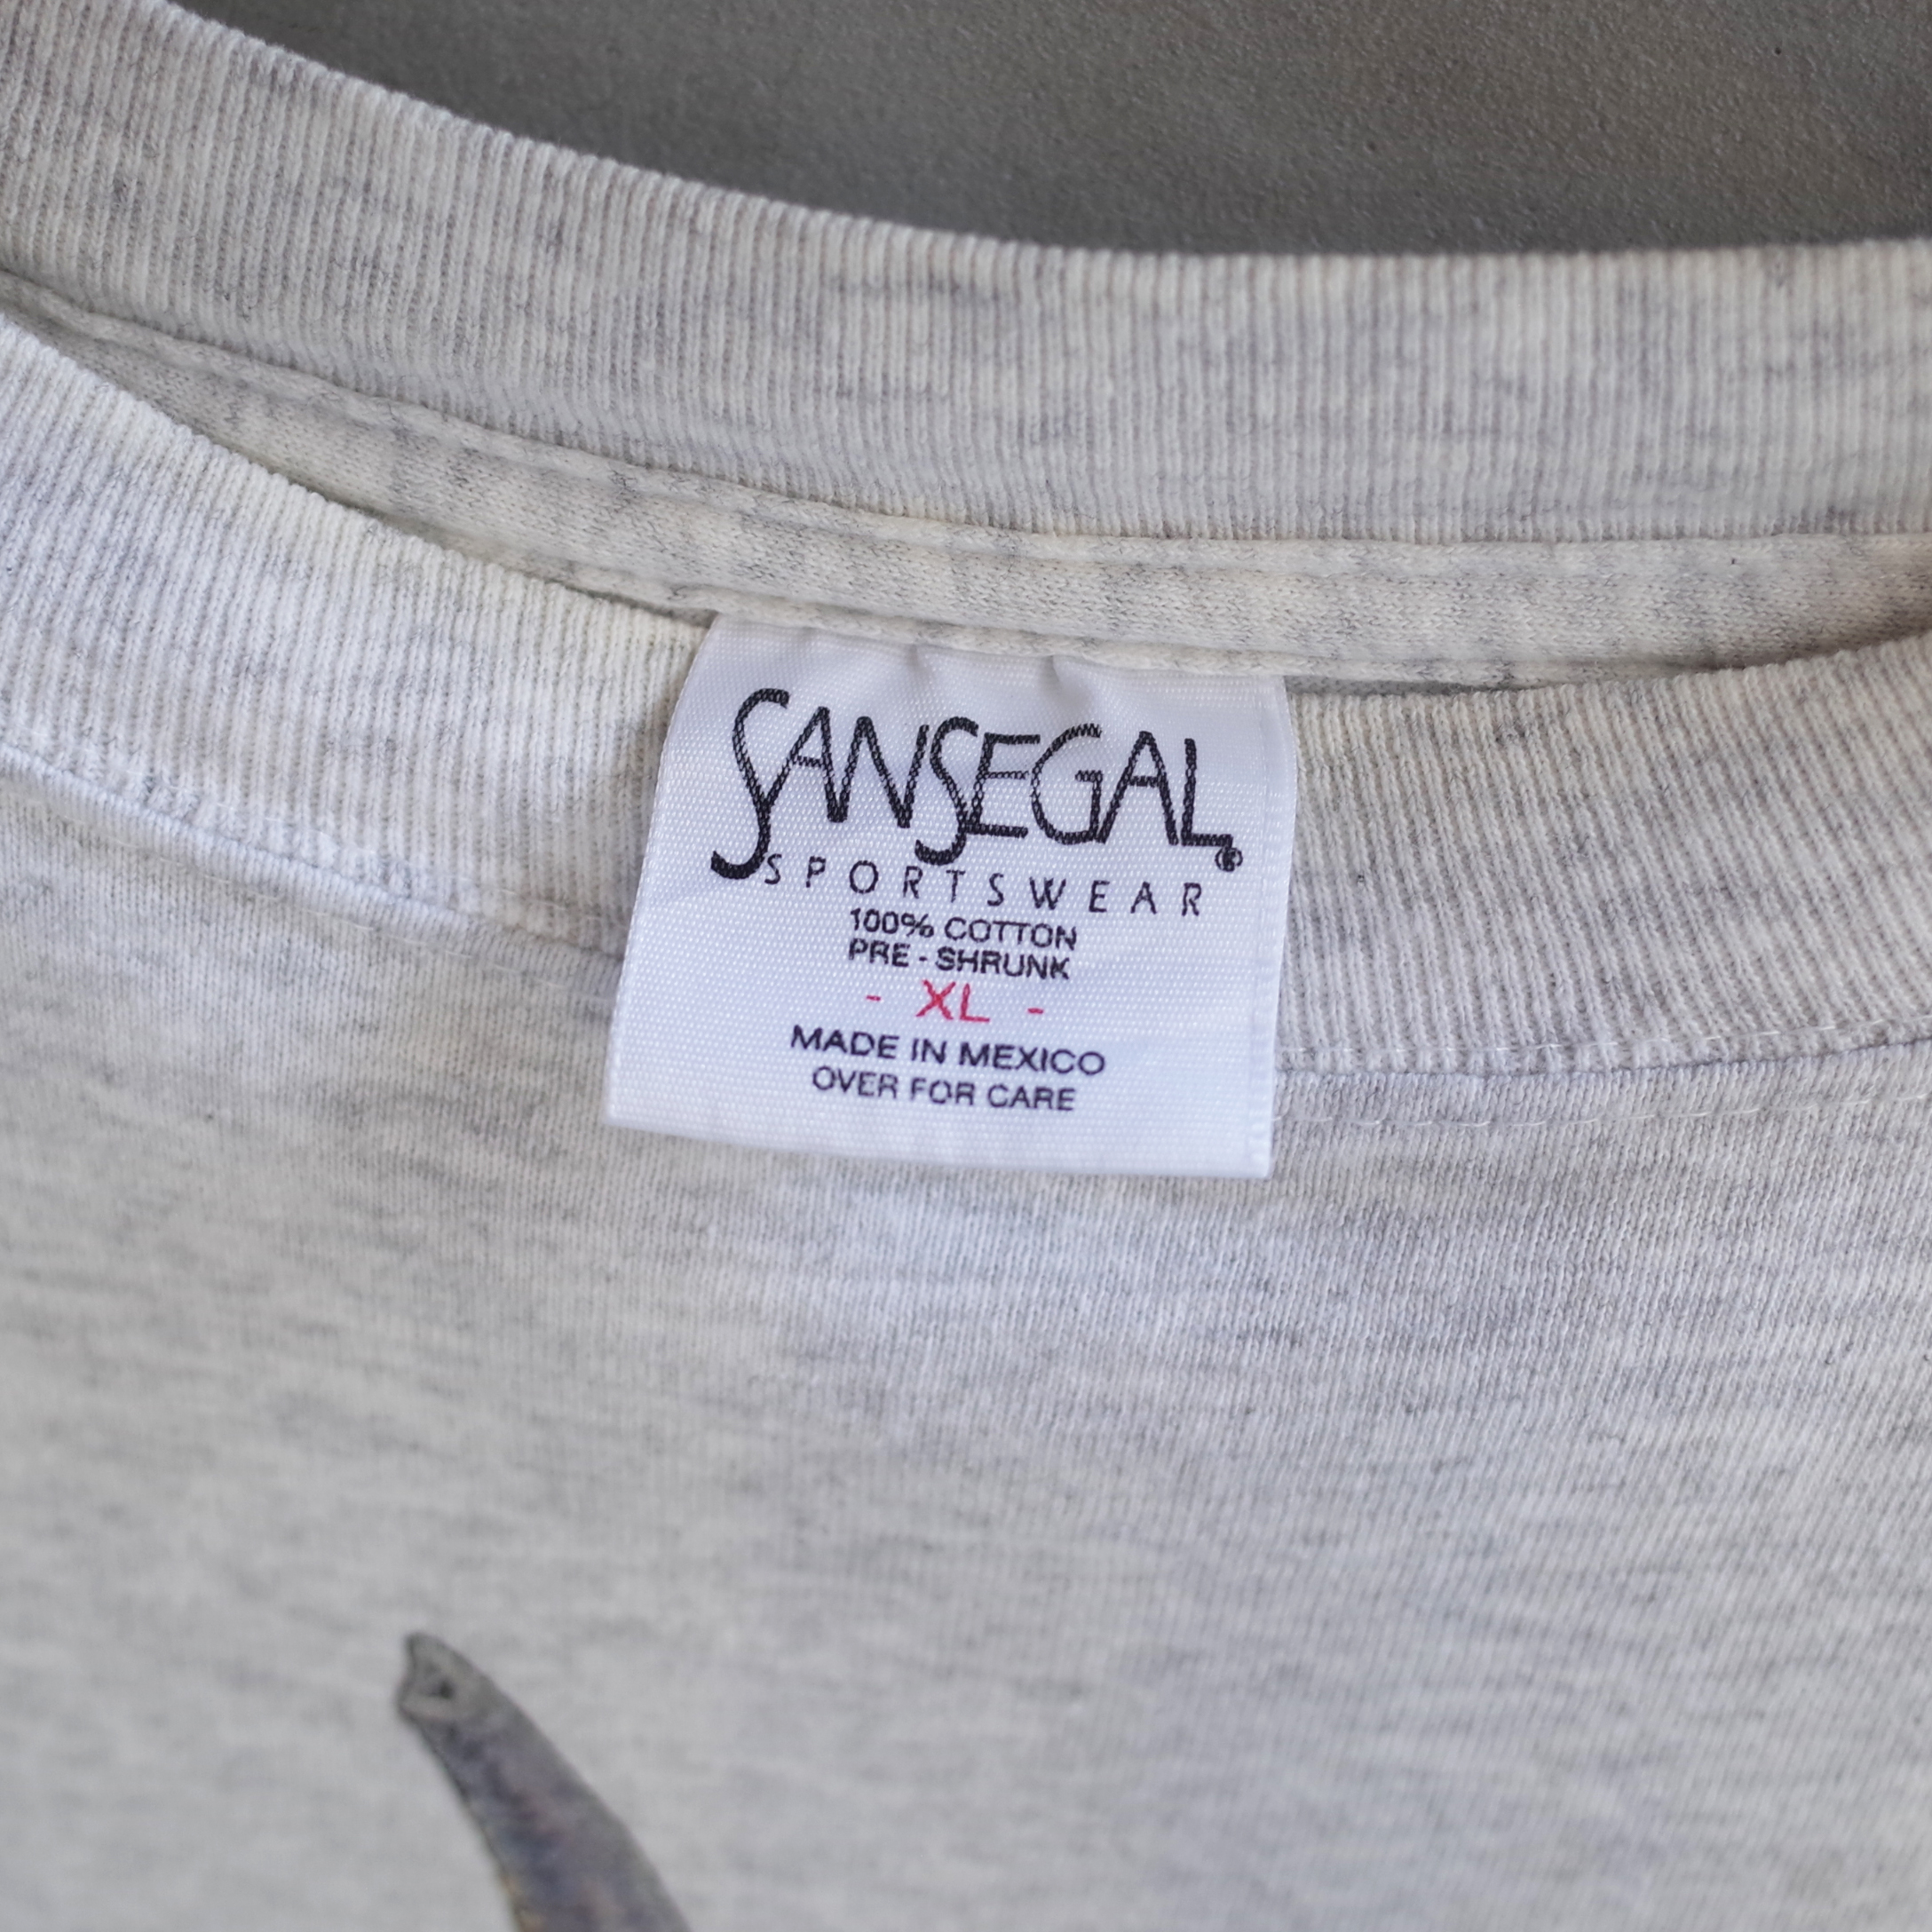 SANSEGAL®
SPORTSWEAR
100% COTTON
PRE - SHRUNK
- XL -
MADE IN MEXICO
OVER FOR CARE